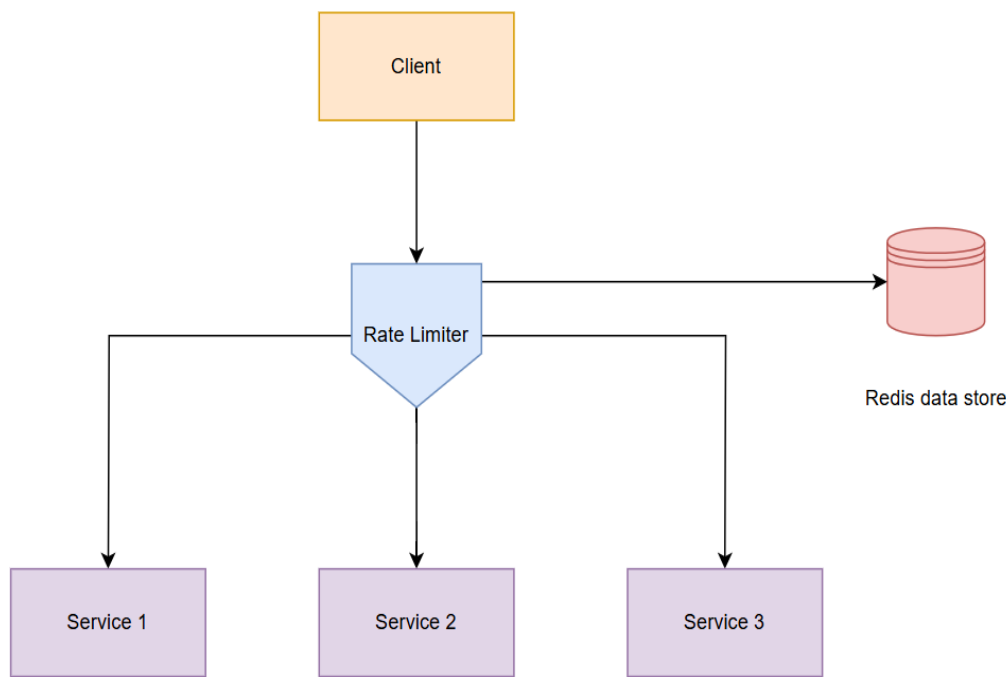 Client
Rate Limiter
Redis data store
Service 1
Service 2
Service 3